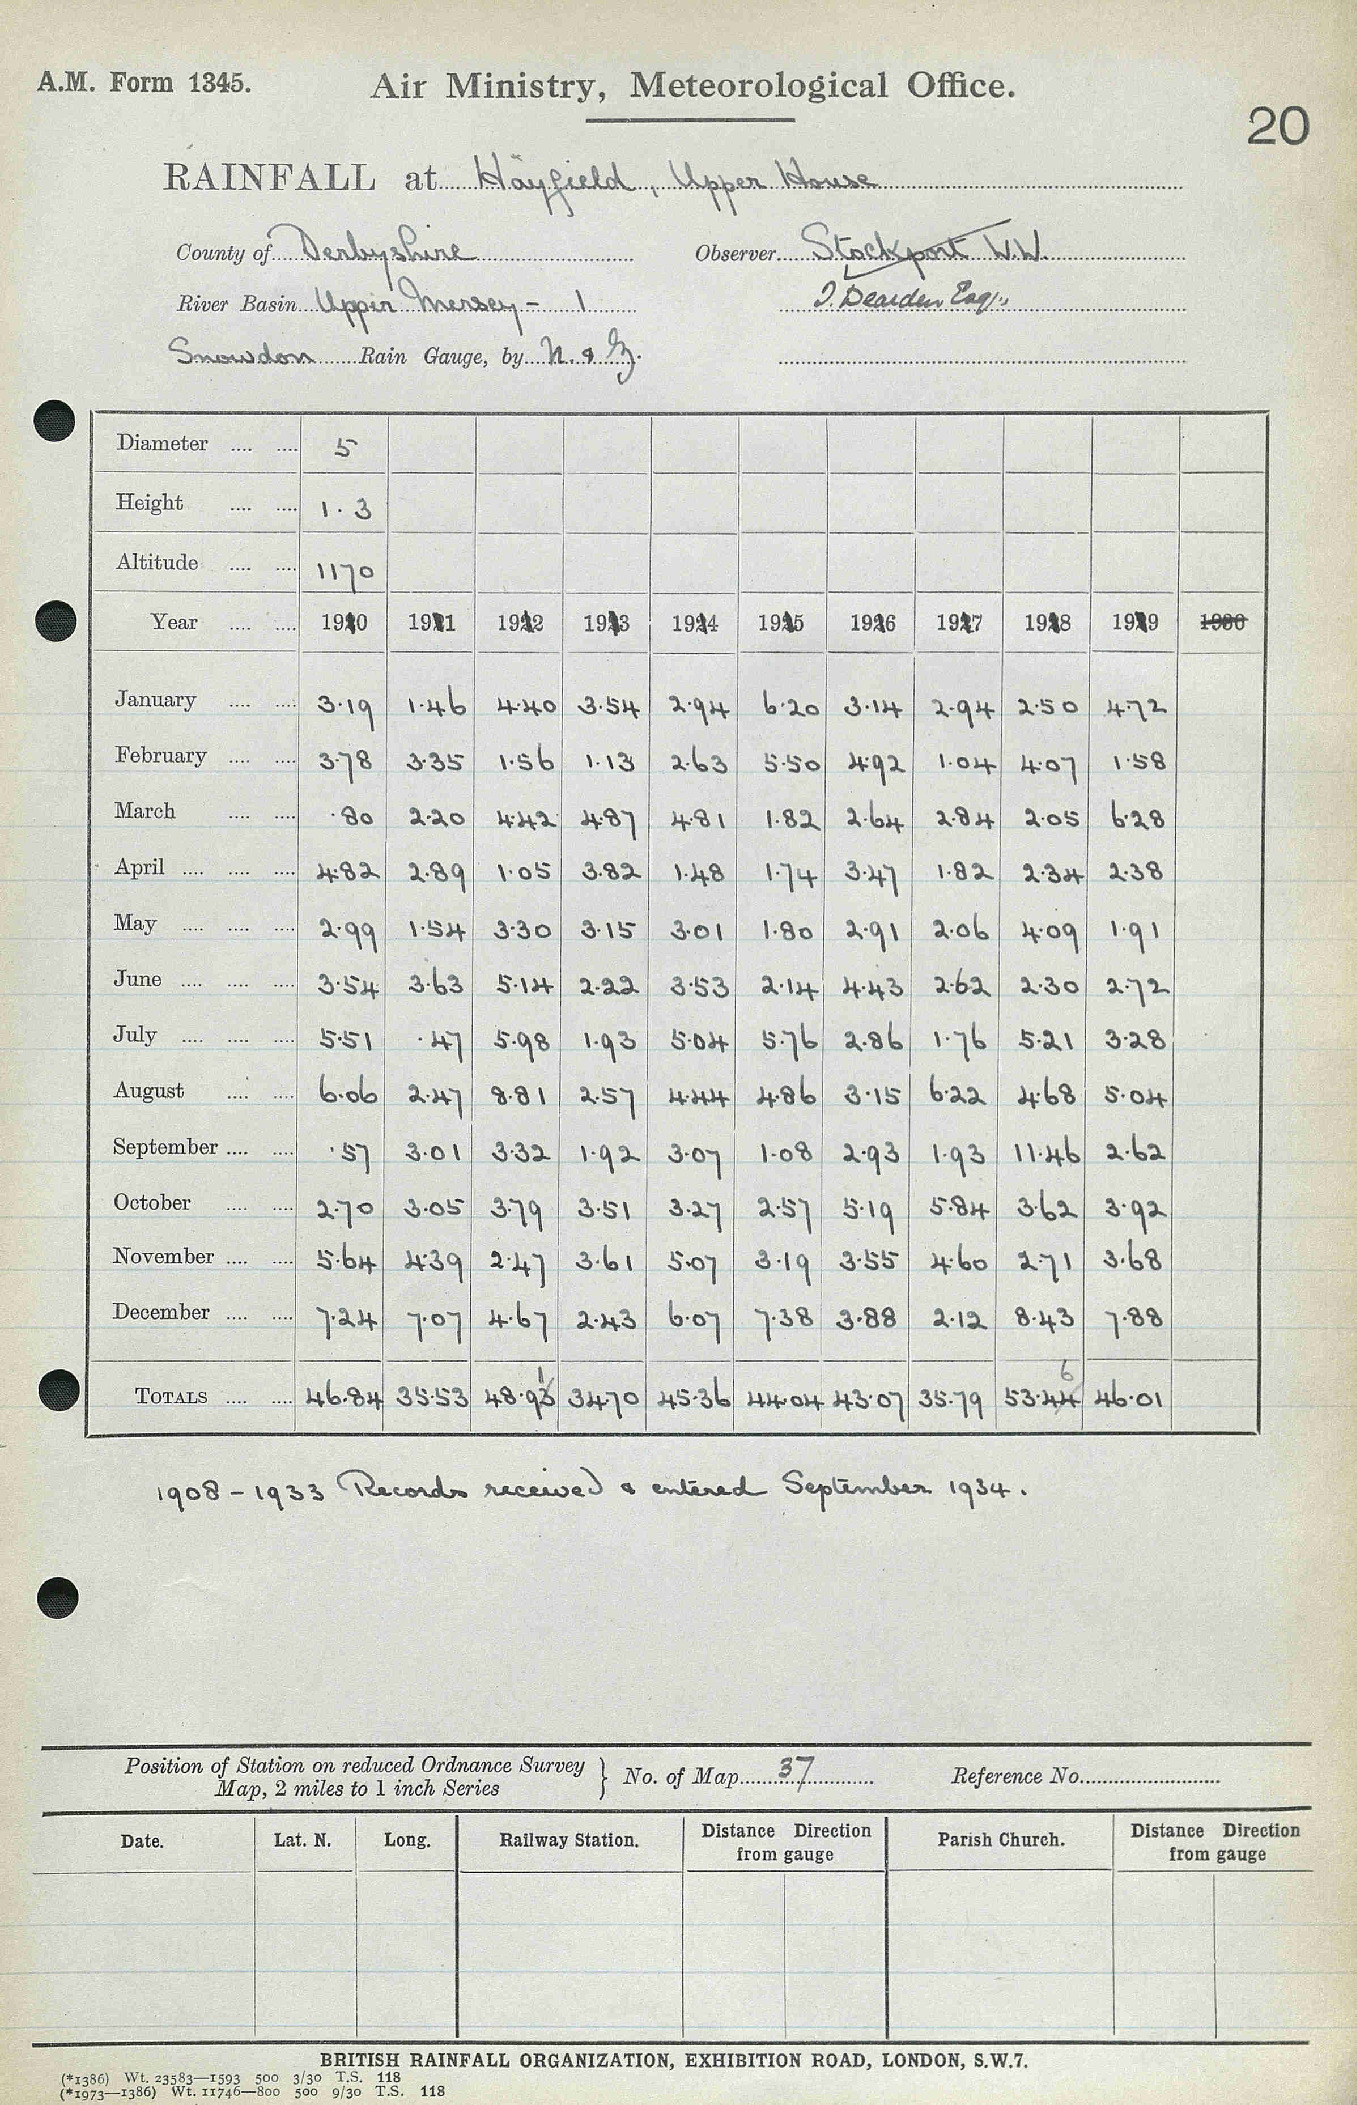 A.M. Form 1345. Air Ministry, Meteorological Office.
20
RAINFALL at Hayfield, Upper House
County of Derbyshire Observer Stockport W.W.
River Basin Upper Mersey - 1 J. Dearden Esq.,
Snowdon Rain Gauge, by N. & Z.
Diameter .... .... 5
Height .... .... 1.3
Altitude .... .... 1170
Year .... .... 1910 1911 1912 1913 1914 1915 1916 1917 1918 1919 1930
January .... .... 3.19 1.46 4.40 3.54 2.94 6.20 3.14 2.94 2.50 4.72
February .... .... 3.78 3.35 1.56 1.13 2.63 5.50 4.92 1.04 4.07 1.58
March .... .... .80 2.20 4.42 4.87 4.81 1.82 2.64 2.84 2.05 6.28
April .... .... .... 4.82 2.89 1.05 3.82 1.48 1.74 3.47 1.82 2.34 2.38
May .... .... .... 2.99 1.54 3.30 3.15 3.01 1.80 2.91 2.06 4.09 1.91
June .... .... .... 3.54 3.63 5.14 2.22 3.53 2.14 4.43 2.62 2.30 2.72
July .... .... .... 5.51 .47 5.98 1.93 5.04 5.76 2.86 1.76 5.21 3.28
August .... .... 6.06 2.47 8.81 2.57 4.44 4.86 3.15 6.22 4.68 5.04
September .... .... .57 3.01 3.32 1.92 3.07 1.08 2.93 1.93 11.46 2.62
October .... .... 2.70 3.05 3.79 3.51 3.27 2.57 5.19 5.84 3.62 3.92
November .... .... 5.64 4.39 2.47 3.61 5.07 3.19 3.55 4.60 2.71 3.68
December .... .... 7.24 7.07 4.67 2.43 6.07 7.38 3.88 2.12 8.43 7.88
1 6
TOTALS .... .... 46.84 35.53 48.93 34.70 45.36 44.04 43.07 35.79 53.44 46.01
1908 - 1933 Records received & entered September 1934.
Position of Station on reduced Ordnance Survey
Map, 2 miles to 1 inch Series } No. of Map 37 Reference No.
Date. Lat. N. Long. Railway Station. Distance Direction from gauge Parish Church. Distance Direction from gauge
BRITISH RAINFALL ORGANIZATION, EXHIBITION ROAD, LONDON, S.W.7.
(*1386) Wt. 23583—1593 500 3/30 T.S. 118
(*1973—1386) Wt. 11746—800 500 9/30 T.S. 118